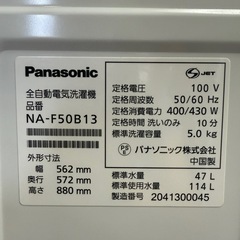 Panasonic
全自動電気洗濯機
品番
NA-F50B13
外形寸法
幅 562 mm
奥行 572 mm
高さ 880 mm
JET
定格電圧 100 V
定格周波数 50/60 Hz
定格消費電力 400/430 W
定格時間 洗いのみ 10分
標準洗濯容量 5.0 kg
PS E
パナソニック株式会社
中国製
標準水量 47 L
標準使用水量 114 L
製造番号 2041300045